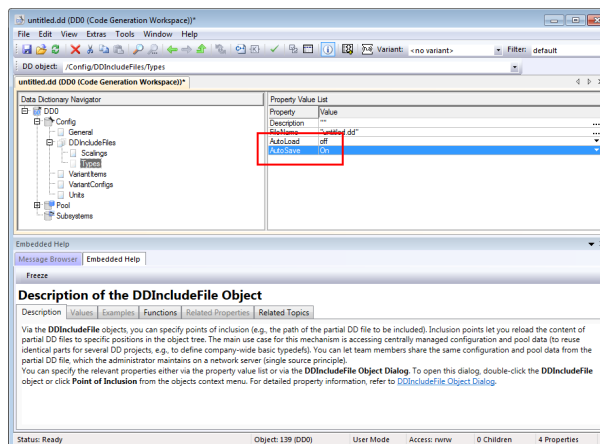 untitled.dd (DD0 (Code Generation Workspace))*
File Edit View Extras Tools Window Help
Variant: <no variant> Filter: default
DD object: /Config/DDIncludeFiles/Types
untitled.dd (DD0 (Code Generation Workspace))*
Data Dictionary Navigator
DD0
Config
General
DDIncludeFiles
Scalings
Types
VariantItems
VariantConfigs
Units
Pool
Subsystems
Property Value List
Property Value
Description ""
FileName "untitled.dd"
AutoLoad off
AutoSave On
Embedded Help
Message Browser Embedded Help
Freeze
Description of the DDIncludeFile Object
Description Values Examples Functions Related Properties Related Topics
Via the DDIncludeFile objects, you can specify points of inclusion (e.g., the path of the partial DD file to be included). Inclusion points let you reload the content of
partial DD files to specific positions in the object tree. The main use case for this mechanism is accessing centrally managed configuration and pool data (to reuse
identical parts for several DD projects, e.g., to define company-wide basic typedefs). You can let team members share the same configuration and pool data from the
partial DD file, which the administrator maintains on a network server (single source principle).
You can specify the relevant properties either via the property value list or via the DDIncludeFile Object Dialog. To open this dialog, double-click the DDIncludeFile
object or click Point of Inclusion from the objects context menu. For detailed property information, refer to DDIncludeFile Object Dialog.
Status: Ready Object: 139 (DD0) User Mode Access: rwrw 0 Children 4 Properties